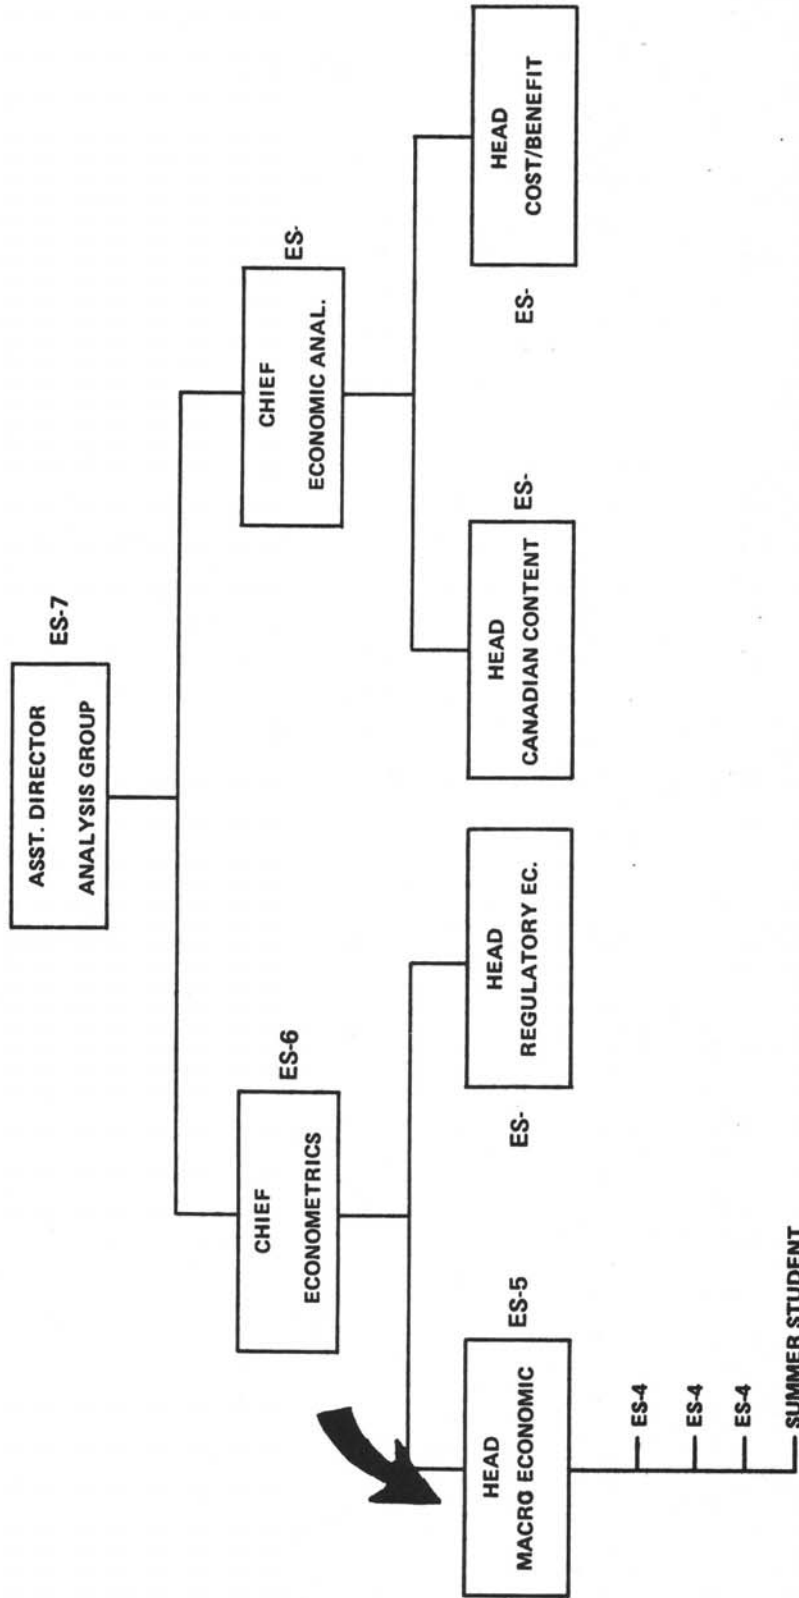 ASST. DIRECTOR
ANALYSIS GROUP
ES-7
CHIEF
ECONOMETRICS
ES-6
CHIEF
ECONOMIC ANAL.
ES-
HEAD
MACRO ECONOMIC
ES-5
HEAD
REGULATORY EC.
ES-
HEAD
CANADIAN CONTENT
ES-
HEAD
COST/BENEFIT
ES-
ES-4
ES-4
ES-4
SUMMER STUDENT